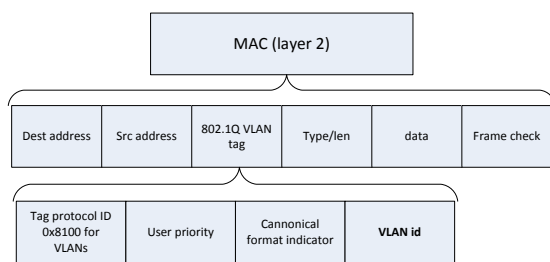 MAC (layer 2)
Dest address
Src address
802.1Q VLAN
tag
Type/len
data
Frame check
Tag protocol ID
0x8100 for
VLANs
User priority
Cannonical
format indicator
VLAN id